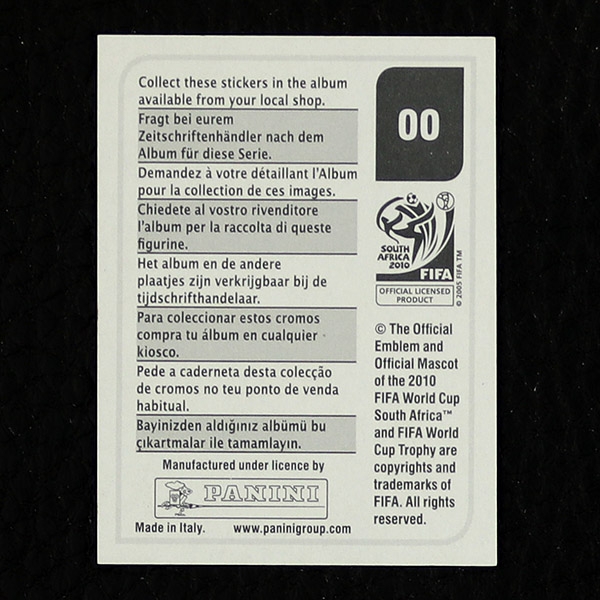 Collect these stickers in the album
available from your local shop.
Fragt bei eurem
Zeitschriftenhändler nach dem
Album für diese Serie.
Demandez à votre détaillant l'Album
pour la collection de ces images.
Chiedete al vostro rivenditore
l'album per la raccolta di queste
figurine.
Het album en de andere
plaatjes zijn verkrijgbaar bij de
tijdschrifthandelaar.
Para coleccionar estos cromos
compra tu álbum en cualquier
kiosco.
Pede a caderneta desta colecção
de cromos no teu ponto de venda
habitual.
Bayinizden aldığınız albümü bu
çıkartmalar ile tamamlayın.
Manufactured under licence by
PANINI
Made in Italy. www.paninigroup.com
00
SOUTH
AFRICA
2010
FIFA
OFFICIAL LICENSED
PRODUCT
© 2005 FIFA TM
© The Official
Emblem and
Official Mascot
of the 2010
FIFA World Cup
South Africa™
and FIFA World
Cup Trophy are
copyrights and
trademarks of
FIFA. All rights
reserved.